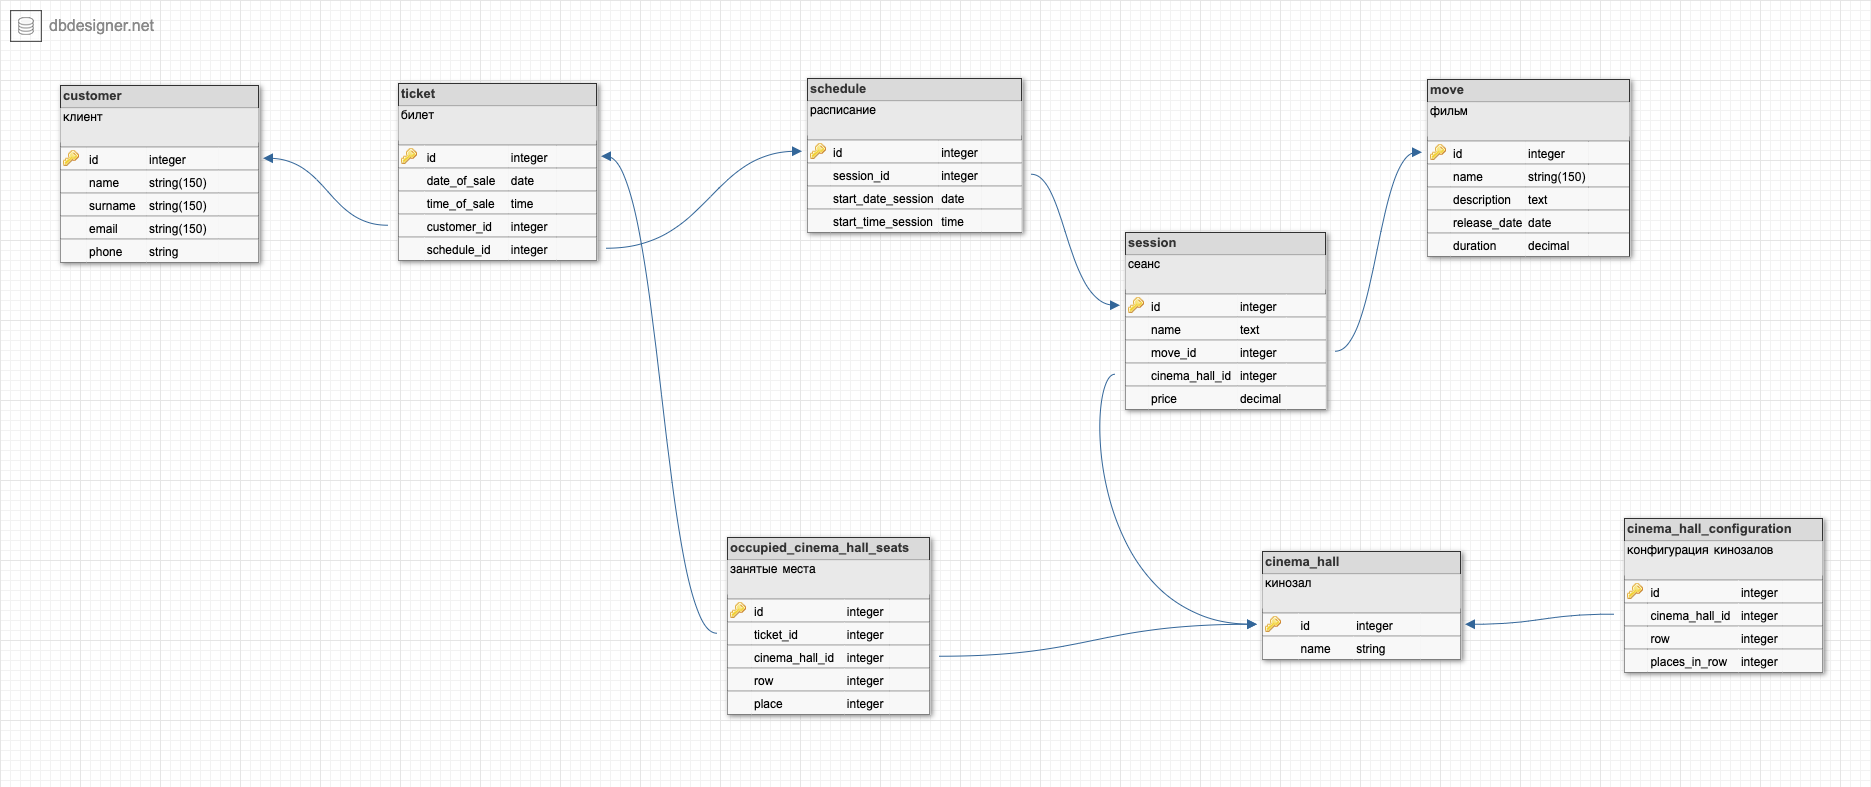 dbdesigner.net
customer
клиент
id integer
name string(150)
surname string(150)
email string(150)
phone string
ticket
билет
id integer
date_of_sale date
time_of_sale time
customer_id integer
schedule_id integer
schedule
расписание
id integer
session_id integer
start_date_session date
start_time_session time
move
фильм
id integer
name string(150)
description text
release_date date
duration decimal
session
сеанс
id integer
name text
move_id integer
cinema_hall_id integer
price decimal
occupied_cinema_hall_seats
занятые места
id integer
ticket_id integer
cinema_hall_id integer
row integer
place integer
cinema_hall
кинозал
id integer
name string
cinema_hall_configuration
конфигурация кинозалов
id integer
cinema_hall_id integer
row integer
places_in_row integer